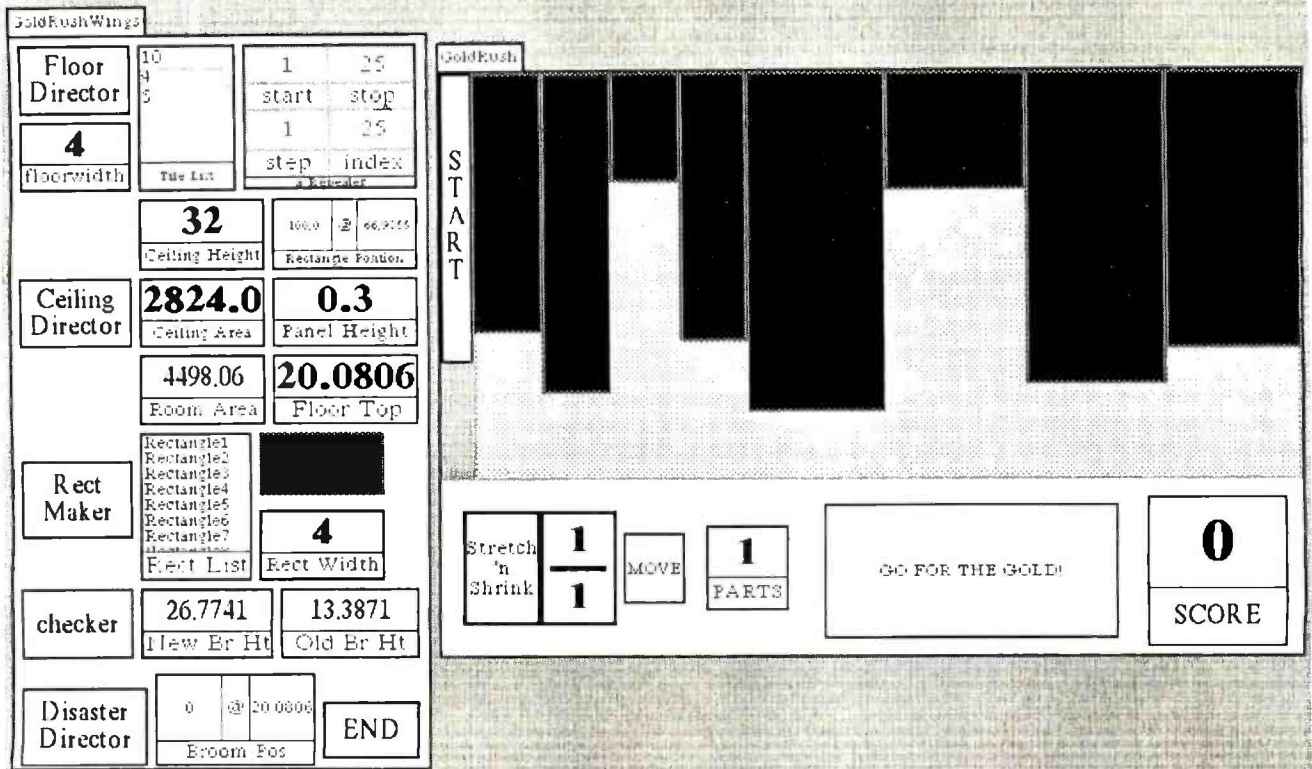 GoldRushWings
Floor
Director
4
floorwidth
10
4
5
1
25
start
stop
1
25
step
index
a Repeater
32
Ceiling Height
100.0
@
Ceiling
Director
2824.0
Ceiling Area
0.3
Panel Height
4498.06
Room Area
20.0806
Floor Top
Rect
Maker
Rectangle1
Rectangle2
Rectangle3
Rectangle4
Rectangle5
Rectangle6
Rectangle7
Rect List
4
Rect Width
checker
26.7741
New Br Ht
13.3871
Old Br Ht
Disaster
Director
0
@
20.0806
Broom Pos
END
GoldRush
START
Stretch
'n
Shrink
1
1
MOVE
1
PARTS
GO FOR THE GOLD!
0
SCORE